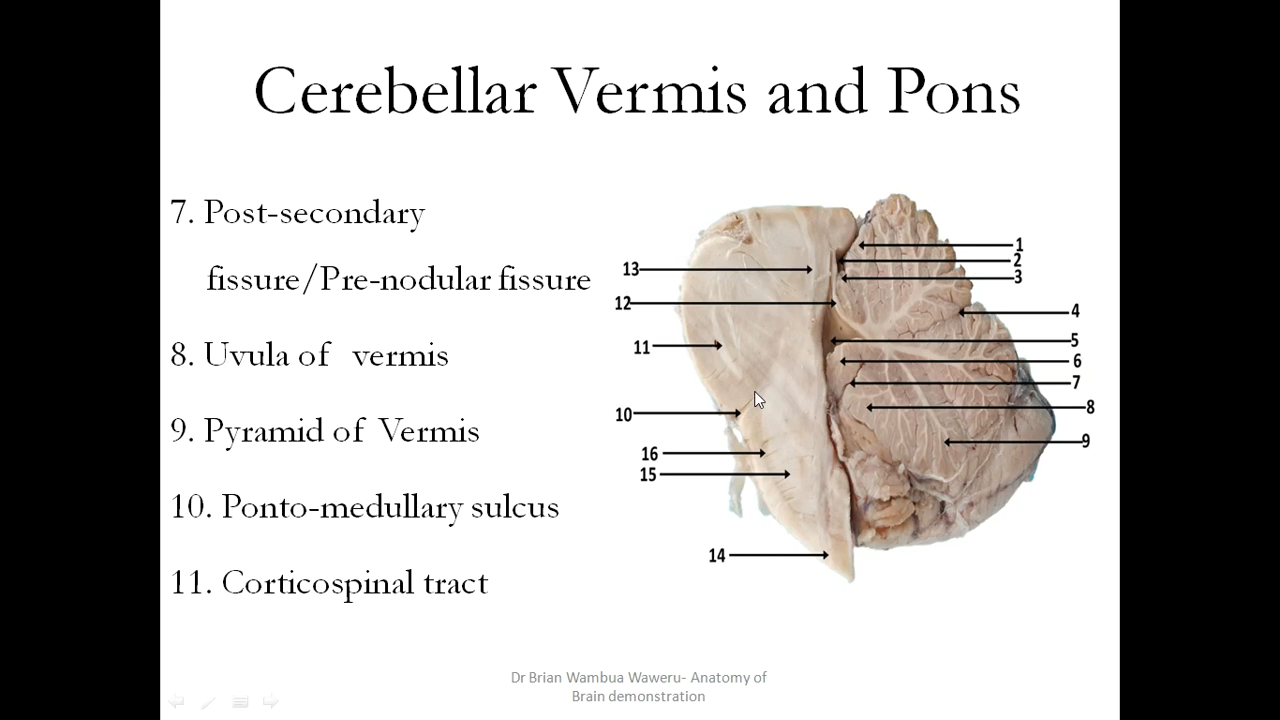 Cerebellar Vermis and Pons
7. Post-secondary
fissure/Pre-nodular fissure
8. Uvula of vermis
9. Pyramid of Vermis
10. Ponto-medullary sulcus
11. Corticospinal tract
13
12
11
10
16
15
14
1
2
3
4
5
6
7
8
9
Dr Brian Wambua Waweru- Anatomy of
Brain demonstration